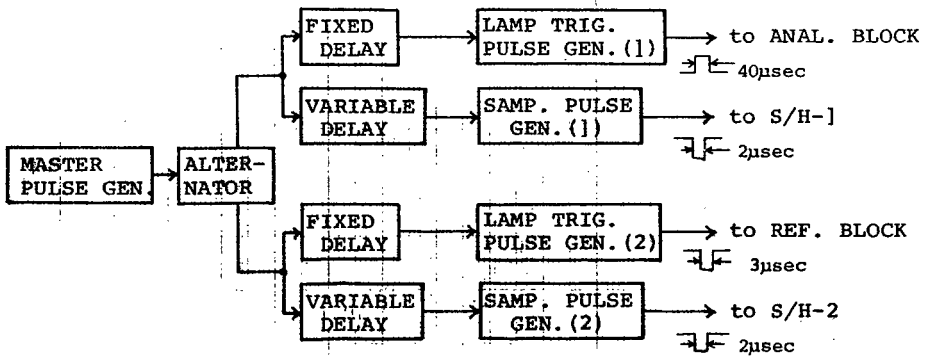 FIXED
DELAY
LAMP TRIG.
PULSE GEN.(1)
to ANAL. BLOCK
40μsec
VARIABLE
DELAY
SAMP. PULSE
GEN.(1)
to S/H-1
2μsec
MASTER
PULSE GEN.
ALTER-
NATOR
FIXED
DELAY
LAMP TRIG.
PULSE GEN.(2)
to REF. BLOCK
3μsec
VARIABLE
DELAY
SAMP. PULSE
GEN.(2)
to S/H-2
2μsec